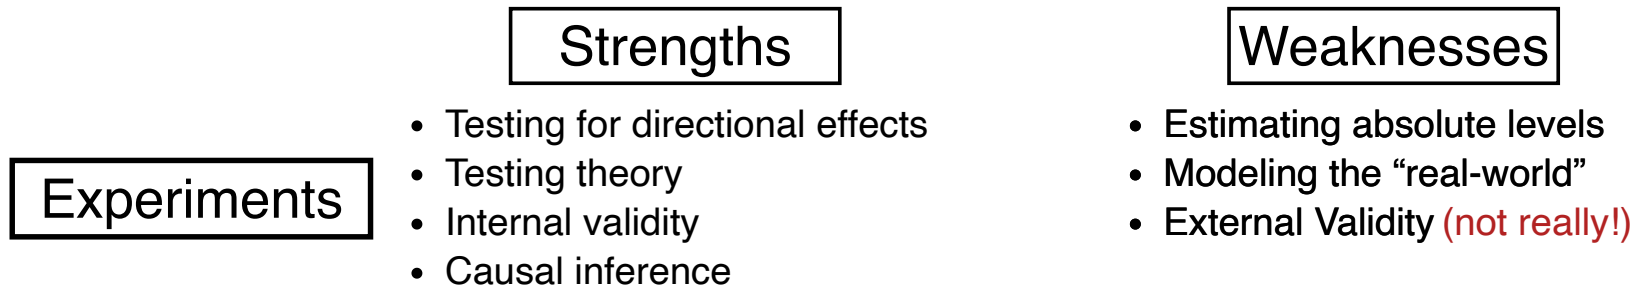 Strengths
Weaknesses
Experiments
• Testing for directional effects
• Testing theory
• Internal validity
• Causal inference
• Estimating absolute levels
• Modeling the “real-world”
• External Validity (not really!)